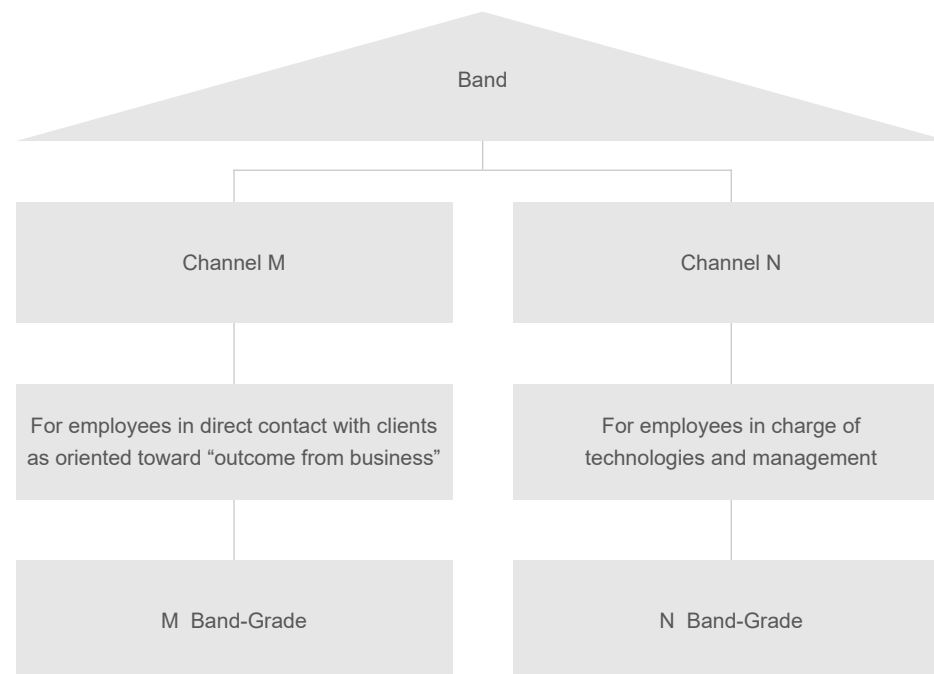 Band
Channel M
Channel N
For employees in direct contact with clients
as oriented toward “outcome from business”
For employees in charge of
technologies and management
M Band-Grade
N Band-Grade